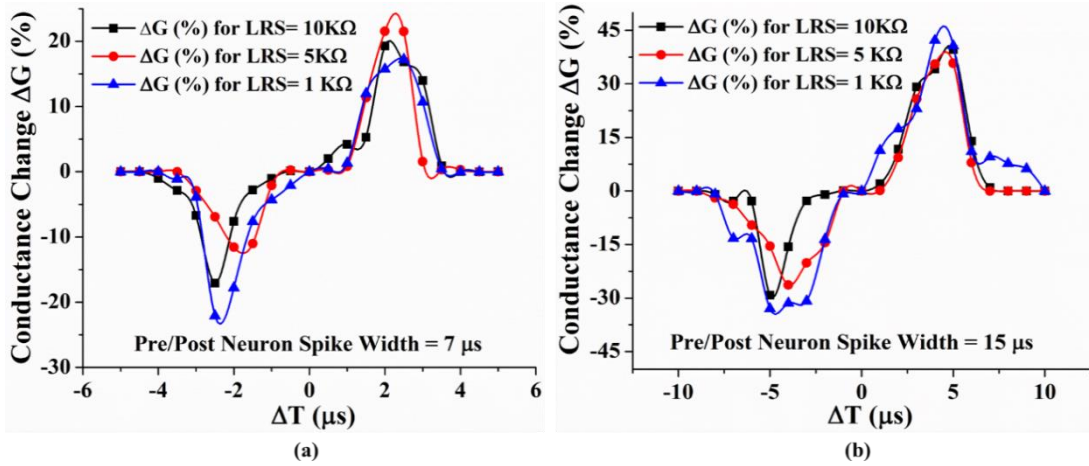 Conductance Change ΔG (%)
20
10
0
-10
-20
-30
ΔG (%) for LRS= 10KΩ
ΔG (%) for LRS= 5KΩ
ΔG (%) for LRS= 1 KΩ
Pre/Post Neuron Spike Width = 7 μs
-6
-4
-2
0
2
4
6
ΔT (μs)
(a)
Conductance Change ΔG (%)
45
30
15
0
-15
-30
-45
ΔG (%) for LRS= 10KΩ
ΔG (%) for LRS= 5 KΩ
ΔG (%) for LRS= 1 KΩ
Pre/Post Neuron Spike Width = 15 μs
-10
-5
0
5
10
ΔT (μs)
(b)